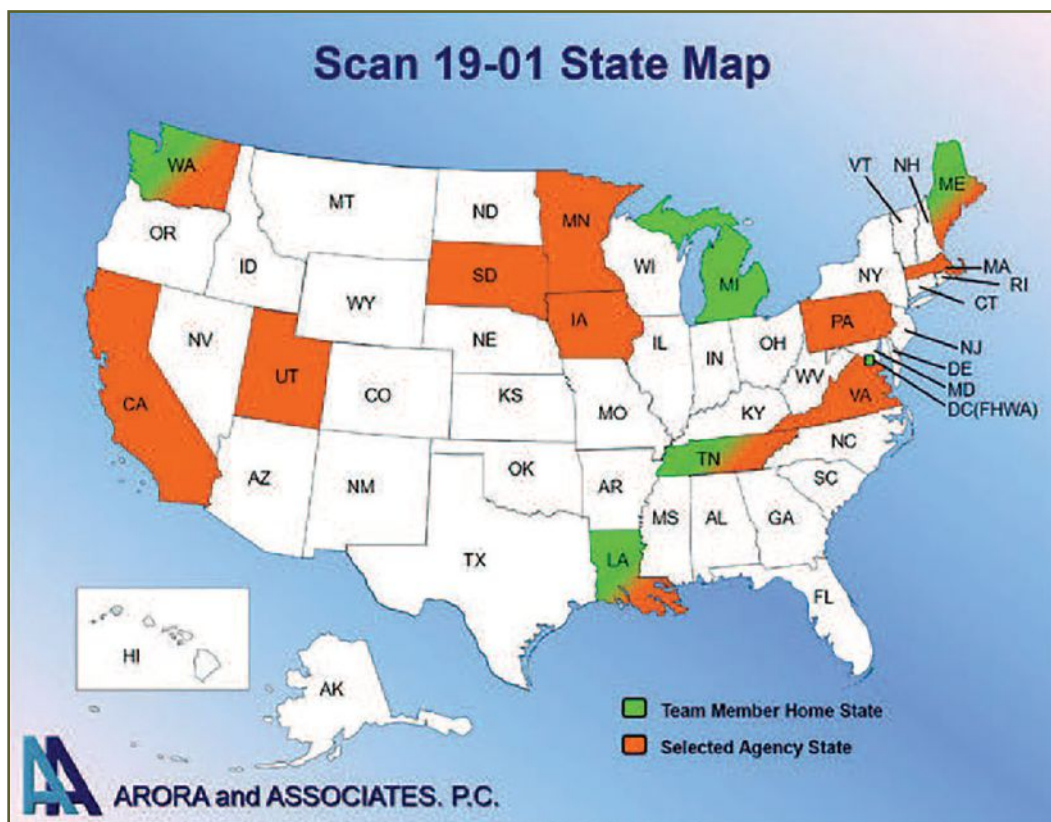 Scan 19-01 State Map
WA
MT
ND
MN
VT
NH
ME
OR
ID
SD
WI
NY
MA
RI
CT
WY
MI
IA
PA
NE
NV
IL
IN
OH
NJ
DE
MD
DC(FHWA)
UT
CO
CA
KS
MO
WV
VA
KY
NC
TN
AZ
NM
OK
AR
SC
MS
AL
GA
TX
LA
FL
HI
AK
Team Member Home State
Selected Agency State
AA ARORA and ASSOCIATES. P.C.